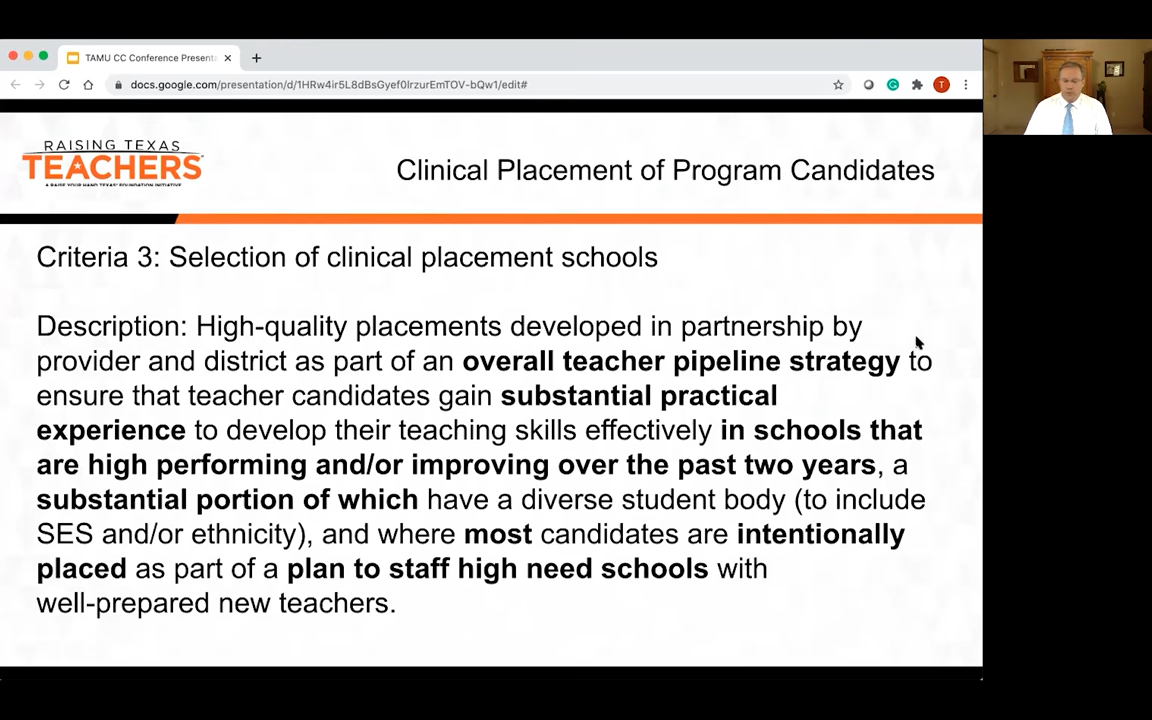 TAMU CC Conference Present
docs.google.com/presentation/d/1HRw4ir5L8dBsGyef0IrzurEmTOV-bQw1/edit#
T
RAISING TEXAS
TEACHERS
A RAISE YOUR HAND TEXAS® FOUNDATION INITIATIVE
Clinical Placement of Program Candidates
Criteria 3: Selection of clinical placement schools
Description: High-quality placements developed in partnership by
provider and district as part of an overall teacher pipeline strategy to
ensure that teacher candidates gain substantial practical
experience to develop their teaching skills effectively in schools that
are high performing and/or improving over the past two years, a
substantial portion of which have a diverse student body (to include
SES and/or ethnicity), and where most candidates are intentionally
placed as part of a plan to staff high need schools with
well-prepared new teachers.